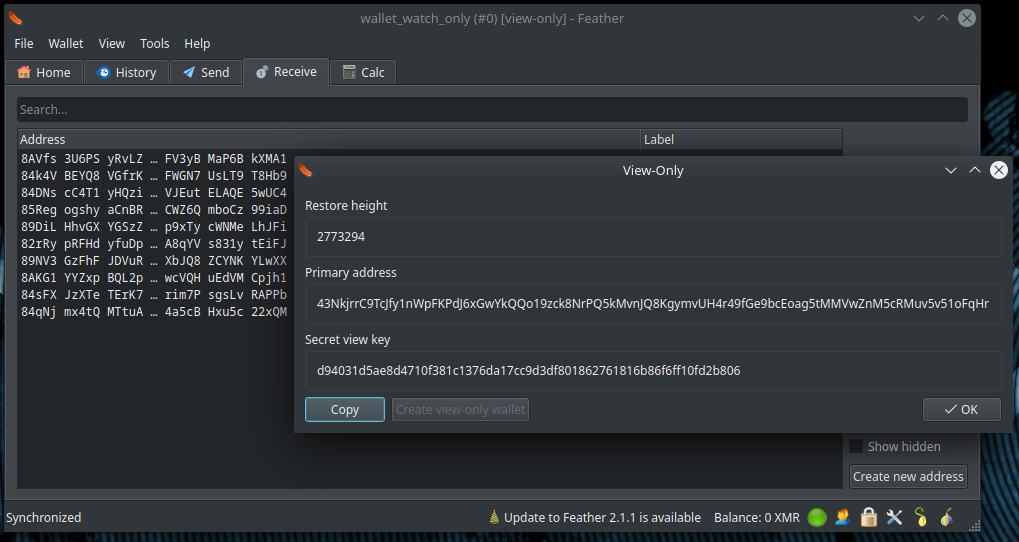 wallet_watch_only (#0) [view-only] - Feather
File Wallet View Tools Help
Home History Send Receive Calc
Search...
Address Label
8AVfs 3U6PS yRvLZ … FV3yB MaP6B kXMA1
84k4V BEYQ8 VGfrK … FWGN7 UsLT9 T8Hb9
84DNs cC4T1 yHQzi … VJEut ELAQE 5wUC4
85Reg ogshy aCnBR … CWZ6Q mboCz 99iaD
89DiL HhvGX YGSzZ … p9xTy cWNMe LhJFi
82rRy pRFHd yfuDp … A8qYV s831y tEiFJ
89NV3 GzFhF JDVuR … XbJQ8 ZCYNK YLwXX
8AKG1 YYZxp BQL2p … wcVQH uEdVM Cpjh1
84sFX JzXTe TErK7 … rim7P sgsLv RAPPb
84qNj mx4tQ MTtuA … 4a5cB Hxu5c 22xQM
View-Only
Restore height
2773294
Primary address
43NkjrrC9TcJfy1nWpFKPdJ6xGwYkQQo19zck8NrPQ5kMvnJQ8KgymvUH4r49fGe9bcEoag5tMMVwZnM5cRMuv5v51oFqHr
Secret view key
d94031d5ae8d4710f381c1376da17cc9d3df801862761816b86f6ff10fd2b806
Copy Create view-only wallet OK
Show hidden
Create new address
Synchronized Update to Feather 2.1.1 is available Balance: 0 XMR